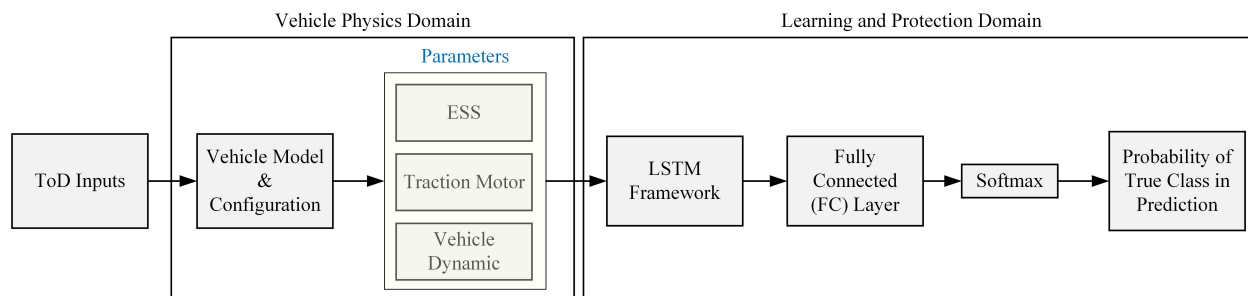 Vehicle Physics Domain
Learning and Protection Domain
Parameters
ToD Inputs
Vehicle Model
&
Configuration
ESS
Traction Motor
Vehicle
Dynamic
LSTM
Framework
Fully
Connected
(FC) Layer
Softmax
Probability of
True Class in
Prediction